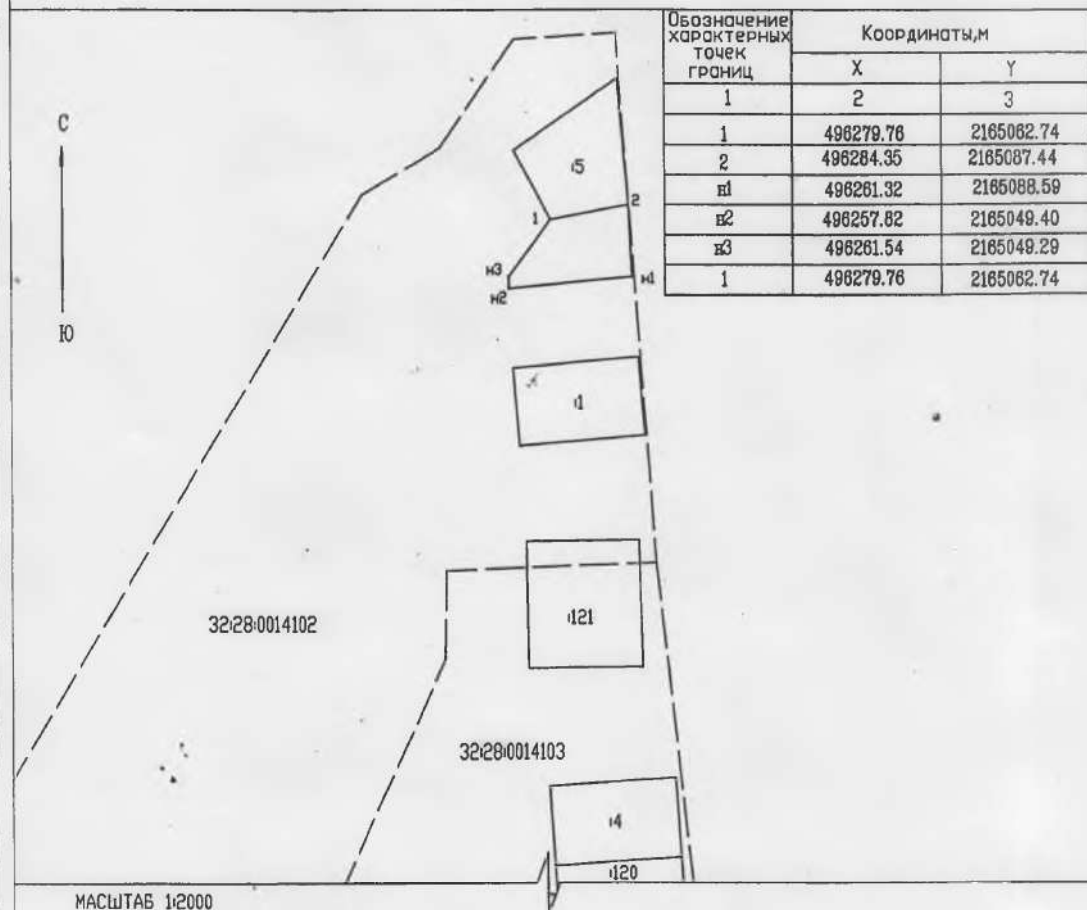 Обозначение характерных точек границ
Координаты,м
X Y
1 2 3
1 496279.76 2165062.74
2 496284.35 2165087.44
н1 496261.32 2165088.59
н2 496257.82 2165049.40
н3 496261.54 2165049.29
1 496279.76 2165062.74
С
Ю
:5
1
2
н3
н2
н1
:1
:121
32:28:0014102
32:28:0014103
:4
:120
МАСШТАБ 1:2000